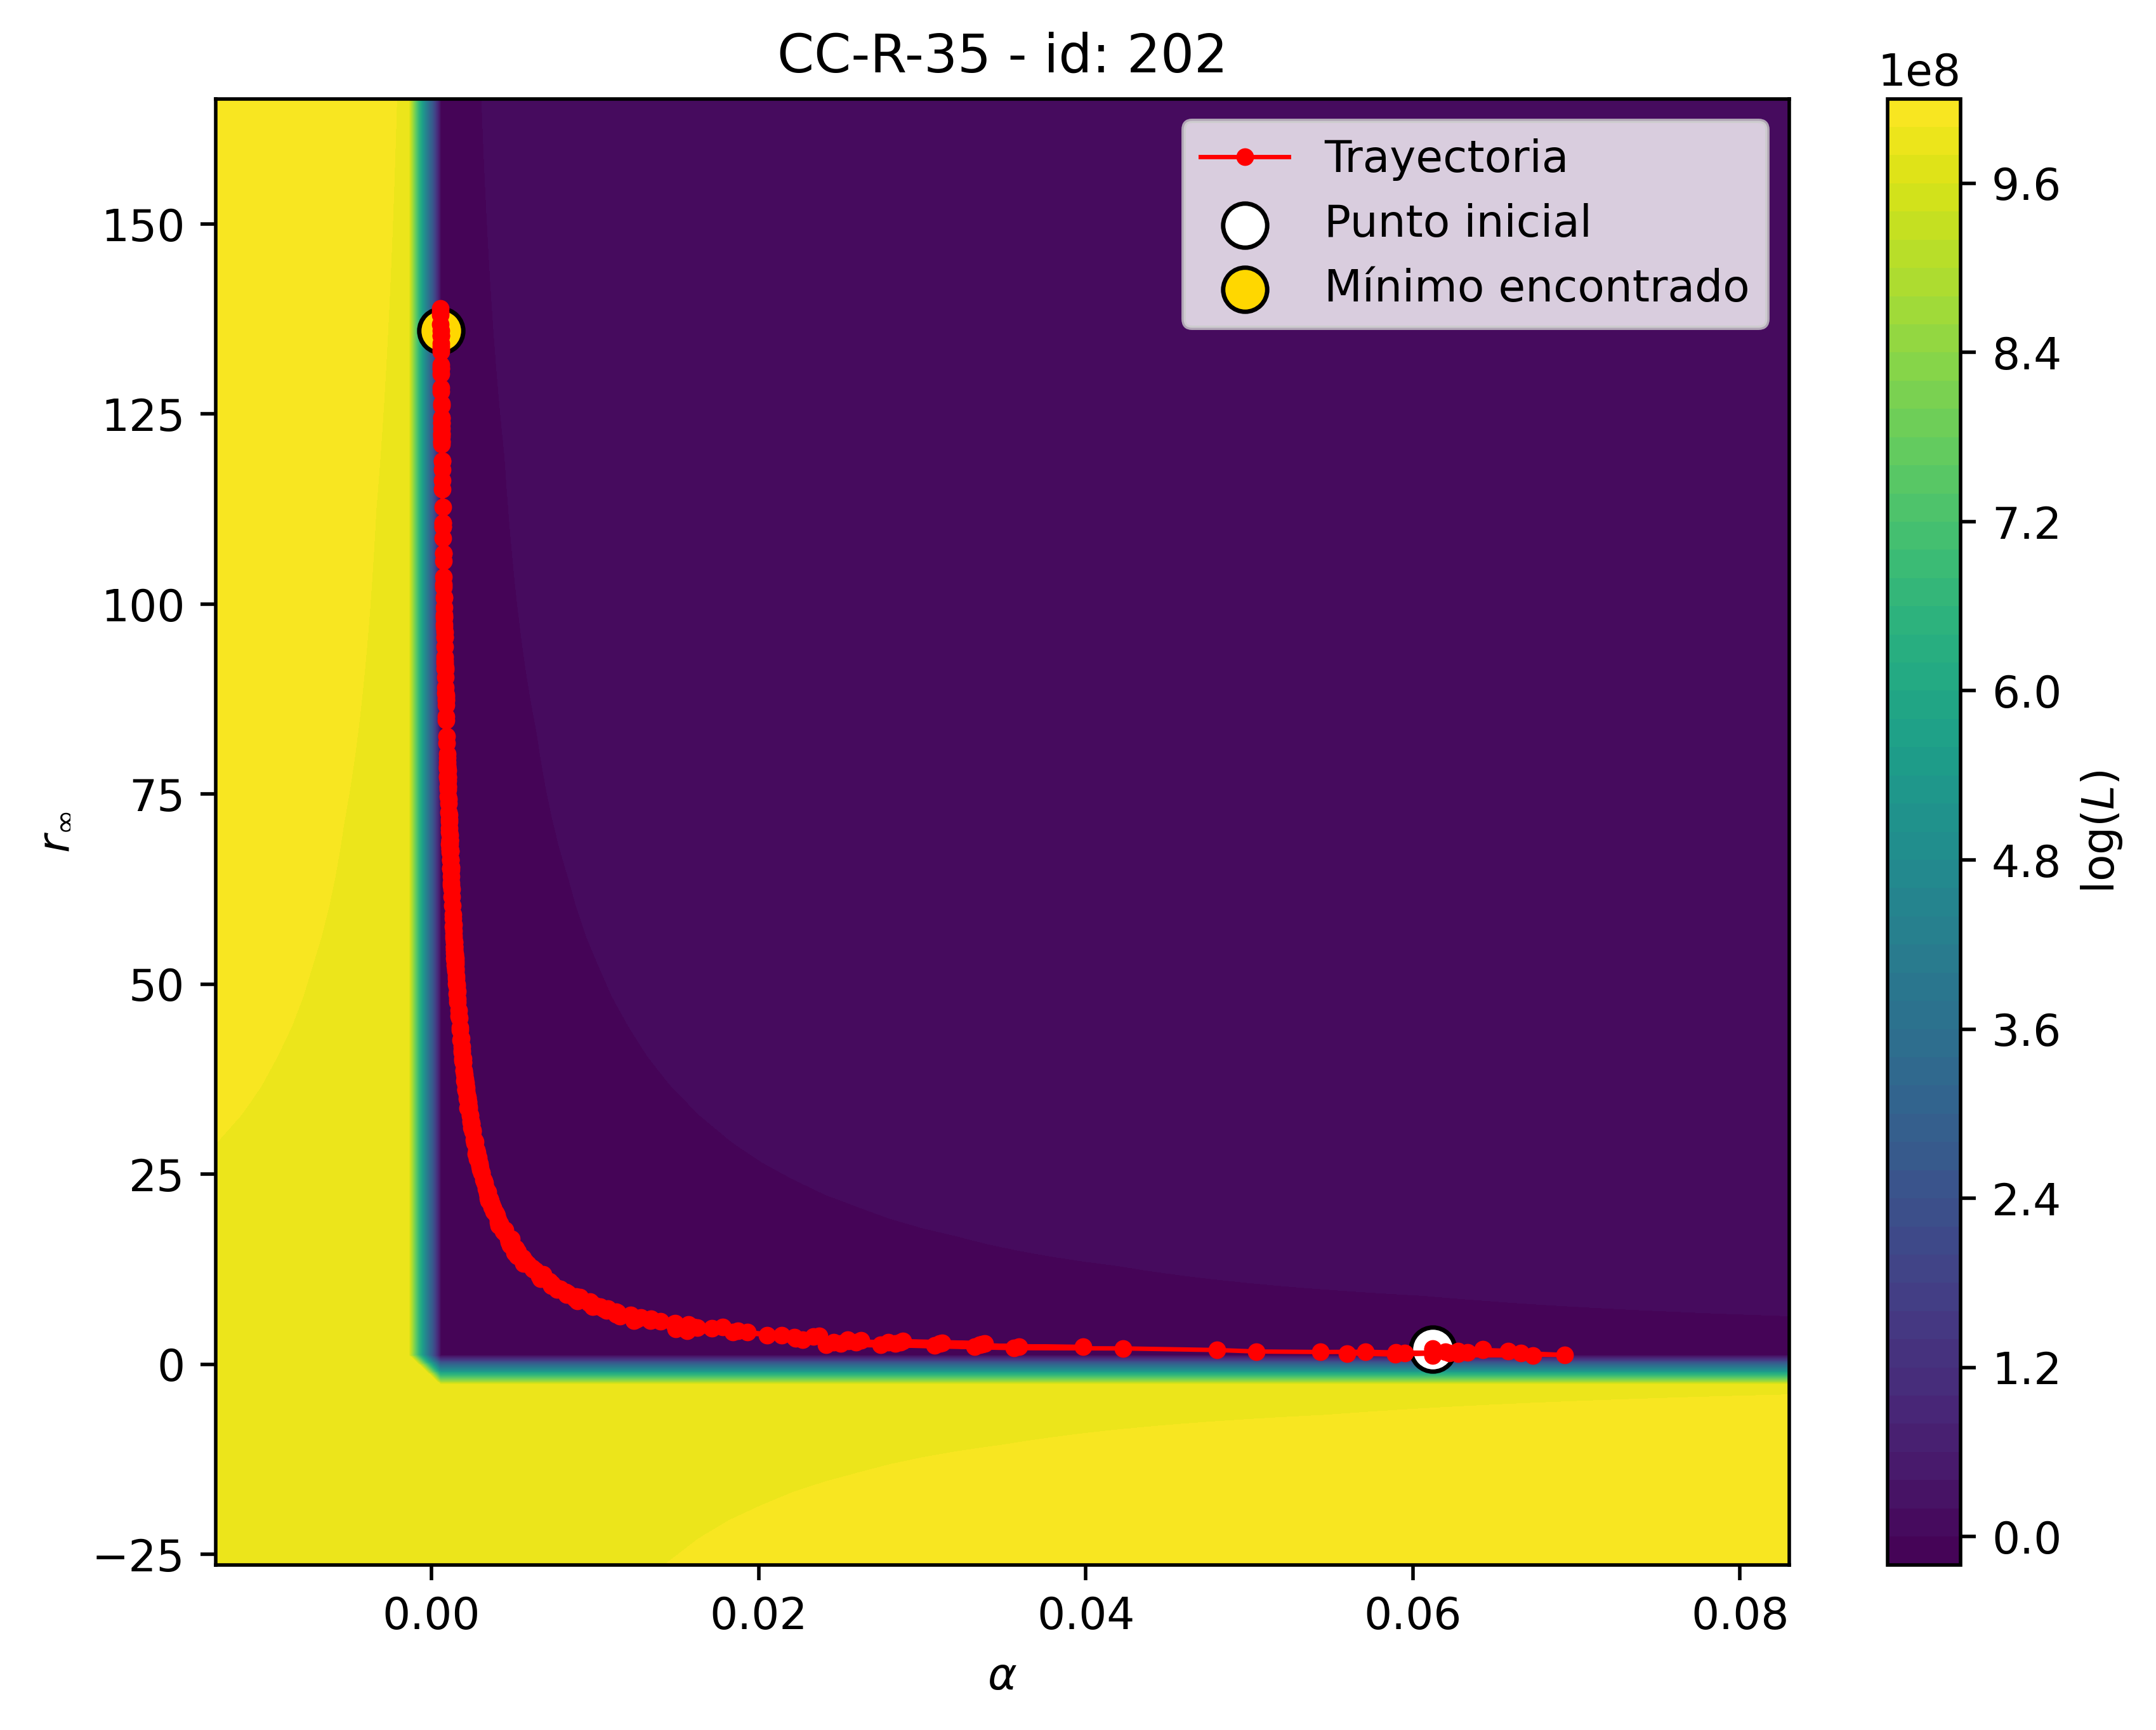 CC-R-35 - id: 202
1e8
Trayectoria
Punto inicial
Mínimo encontrado
150
125
100
75
50
25
0
−25
r∞
0.00
0.02
0.04
0.06
0.08
α
9.6
8.4
7.2
6.0
4.8
3.6
2.4
1.2
0.0
log(L)